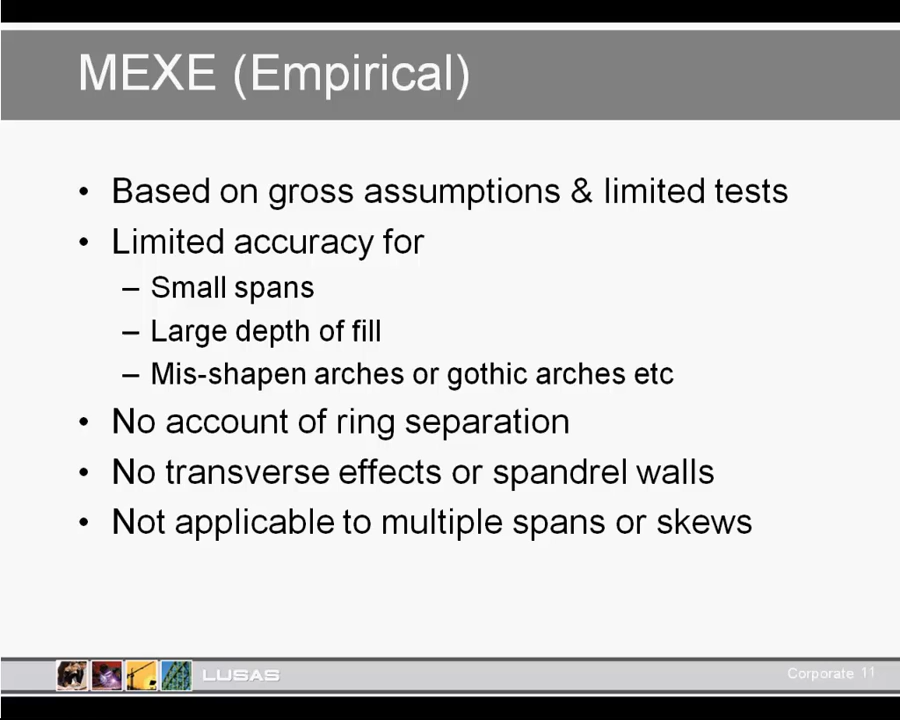 MEXE (Empirical)
• Based on gross assumptions & limited tests
• Limited accuracy for
– Small spans
– Large depth of fill
– Mis-shapen arches or gothic arches etc
• No account of ring separation
• No transverse effects or spandrel walls
• Not applicable to multiple spans or skews
LUSAS
Corporate 11